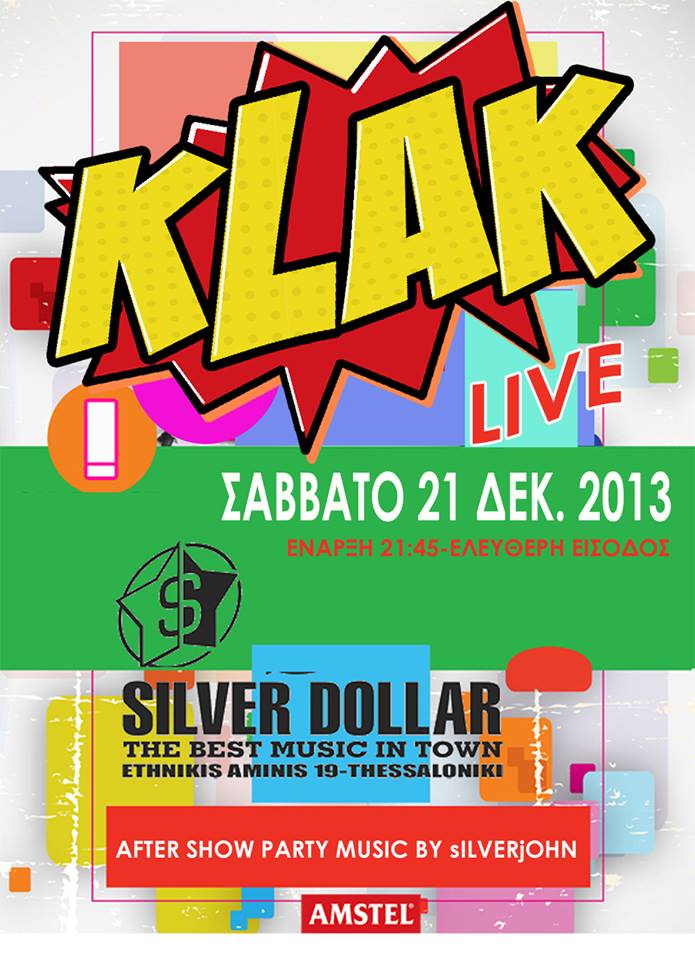 KLAK
LIVE
ΣΑΒΒΑΤΟ 21 ΔΕΚ. 2013
ΕΝΑΡΞΗ 21:45-ΕΛΕΥΘΕΡΗ ΕΙΣΟΔΟΣ
$
SILVER DOLLAR
THE BEST MUSIC IN TOWN
ETHNIKIS AMINIS 19-THESSALONIKI
AFTER SHOW PARTY MUSIC BY sILVERjOHN
AMSTEL